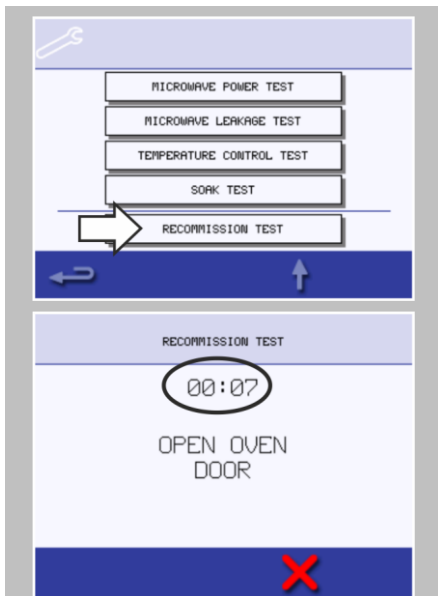 MICROWAVE POWER TEST
MICROWAVE LEAKAGE TEST
TEMPERATURE CONTROL TEST
SOAK TEST
RECOMMISSION TEST
RECOMMISSION TEST
00:07
OPEN OVEN
DOOR